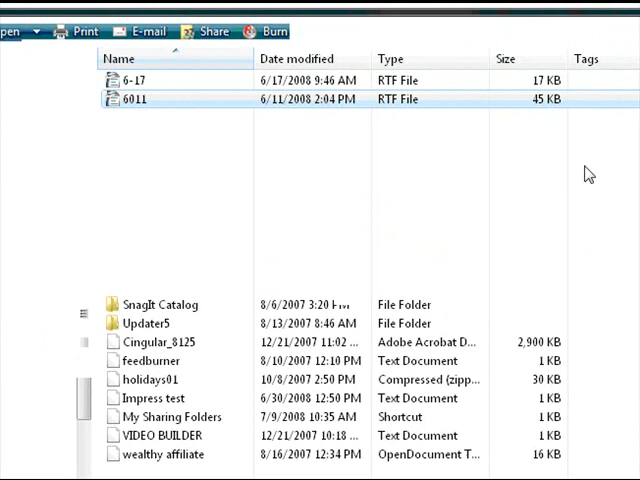 pen Print E-mail Share Burn
Name Date modified Type Size Tags
6-17 6/17/2008 9:46 AM RTF File 17 KB
6011 6/11/2008 2:04 PM RTF File 45 KB
SnagIt Catalog 8/6/2007 3:20 PM File Folder
Updater5 8/13/2007 8:46 AM File Folder
Cingular_8125 12/21/2007 11:02 ... Adobe Acrobat D... 2,900 KB
feedburner 8/10/2007 12:10 PM Text Document 1 KB
holidays01 10/8/2007 2:50 PM Compressed (zipp... 30 KB
Impress test 6/30/2008 12:50 PM Text Document 1 KB
My Sharing Folders 7/9/2008 10:35 AM Shortcut 1 KB
VIDEO BUILDER 12/21/2007 10:18 ... Text Document 1 KB
wealthy affiliate 8/16/2007 12:34 PM OpenDocument T... 16 KB